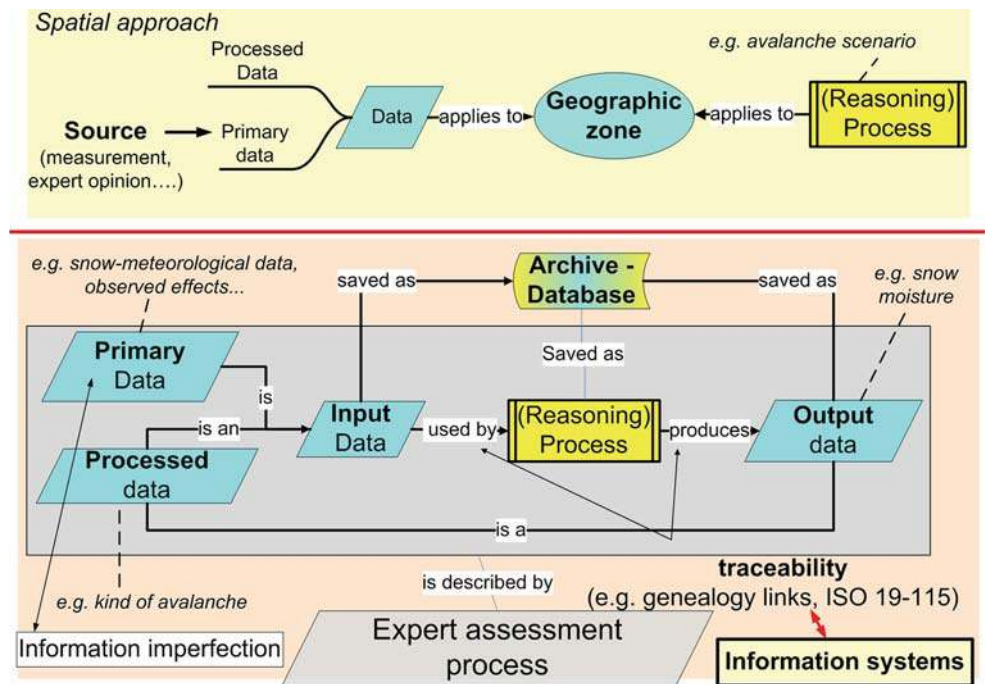 Spatial approach
Processed
Data
Source
(measurement,
expert opinion....)
Primary
data
Data
applies to
Geographic
zone
applies to
e.g. avalanche scenario
(Reasoning)
Process
e.g. snow-meteorological data,
observed effects...
saved as
Archive -
Database
saved as
e.g. snow
moisture
Primary
Data
is
is an
Processed
data
Input
Data
used by
Saved as
(Reasoning)
Process
produces
Output
data
is a
e.g. kind of avalanche
is described by
traceability
(e.g. genealogy links, ISO 19-115)
Information imperfection
Expert assessment
process
Information systems